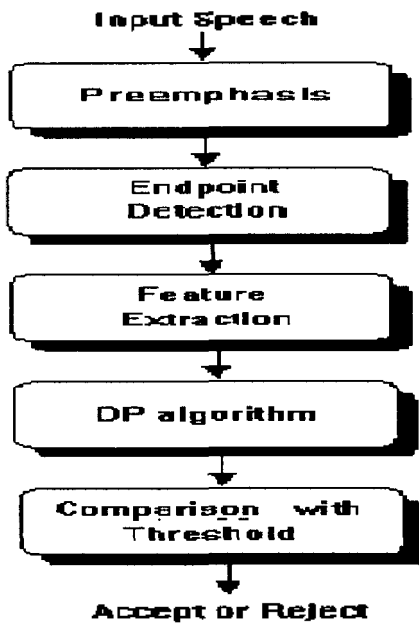 Input Speech
Preemphasis
Endpoint
Detection
Feature
Extraction
DP algorithm
Comparison with
Threshold
Accept or Reject